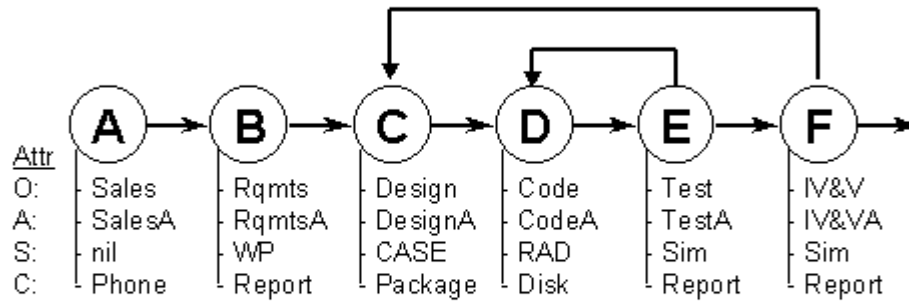 A B C D E F
Attr
O: - Sales - Rqmts - Design - Code - Test - IV&V
A: - SalesA - RqmtsA - DesignA - CodeA - TestA - IV&VA
S: - nil - WP - CASE - RAD - Sim - Sim
C: - Phone - Report - Package - Disk - Report - Report